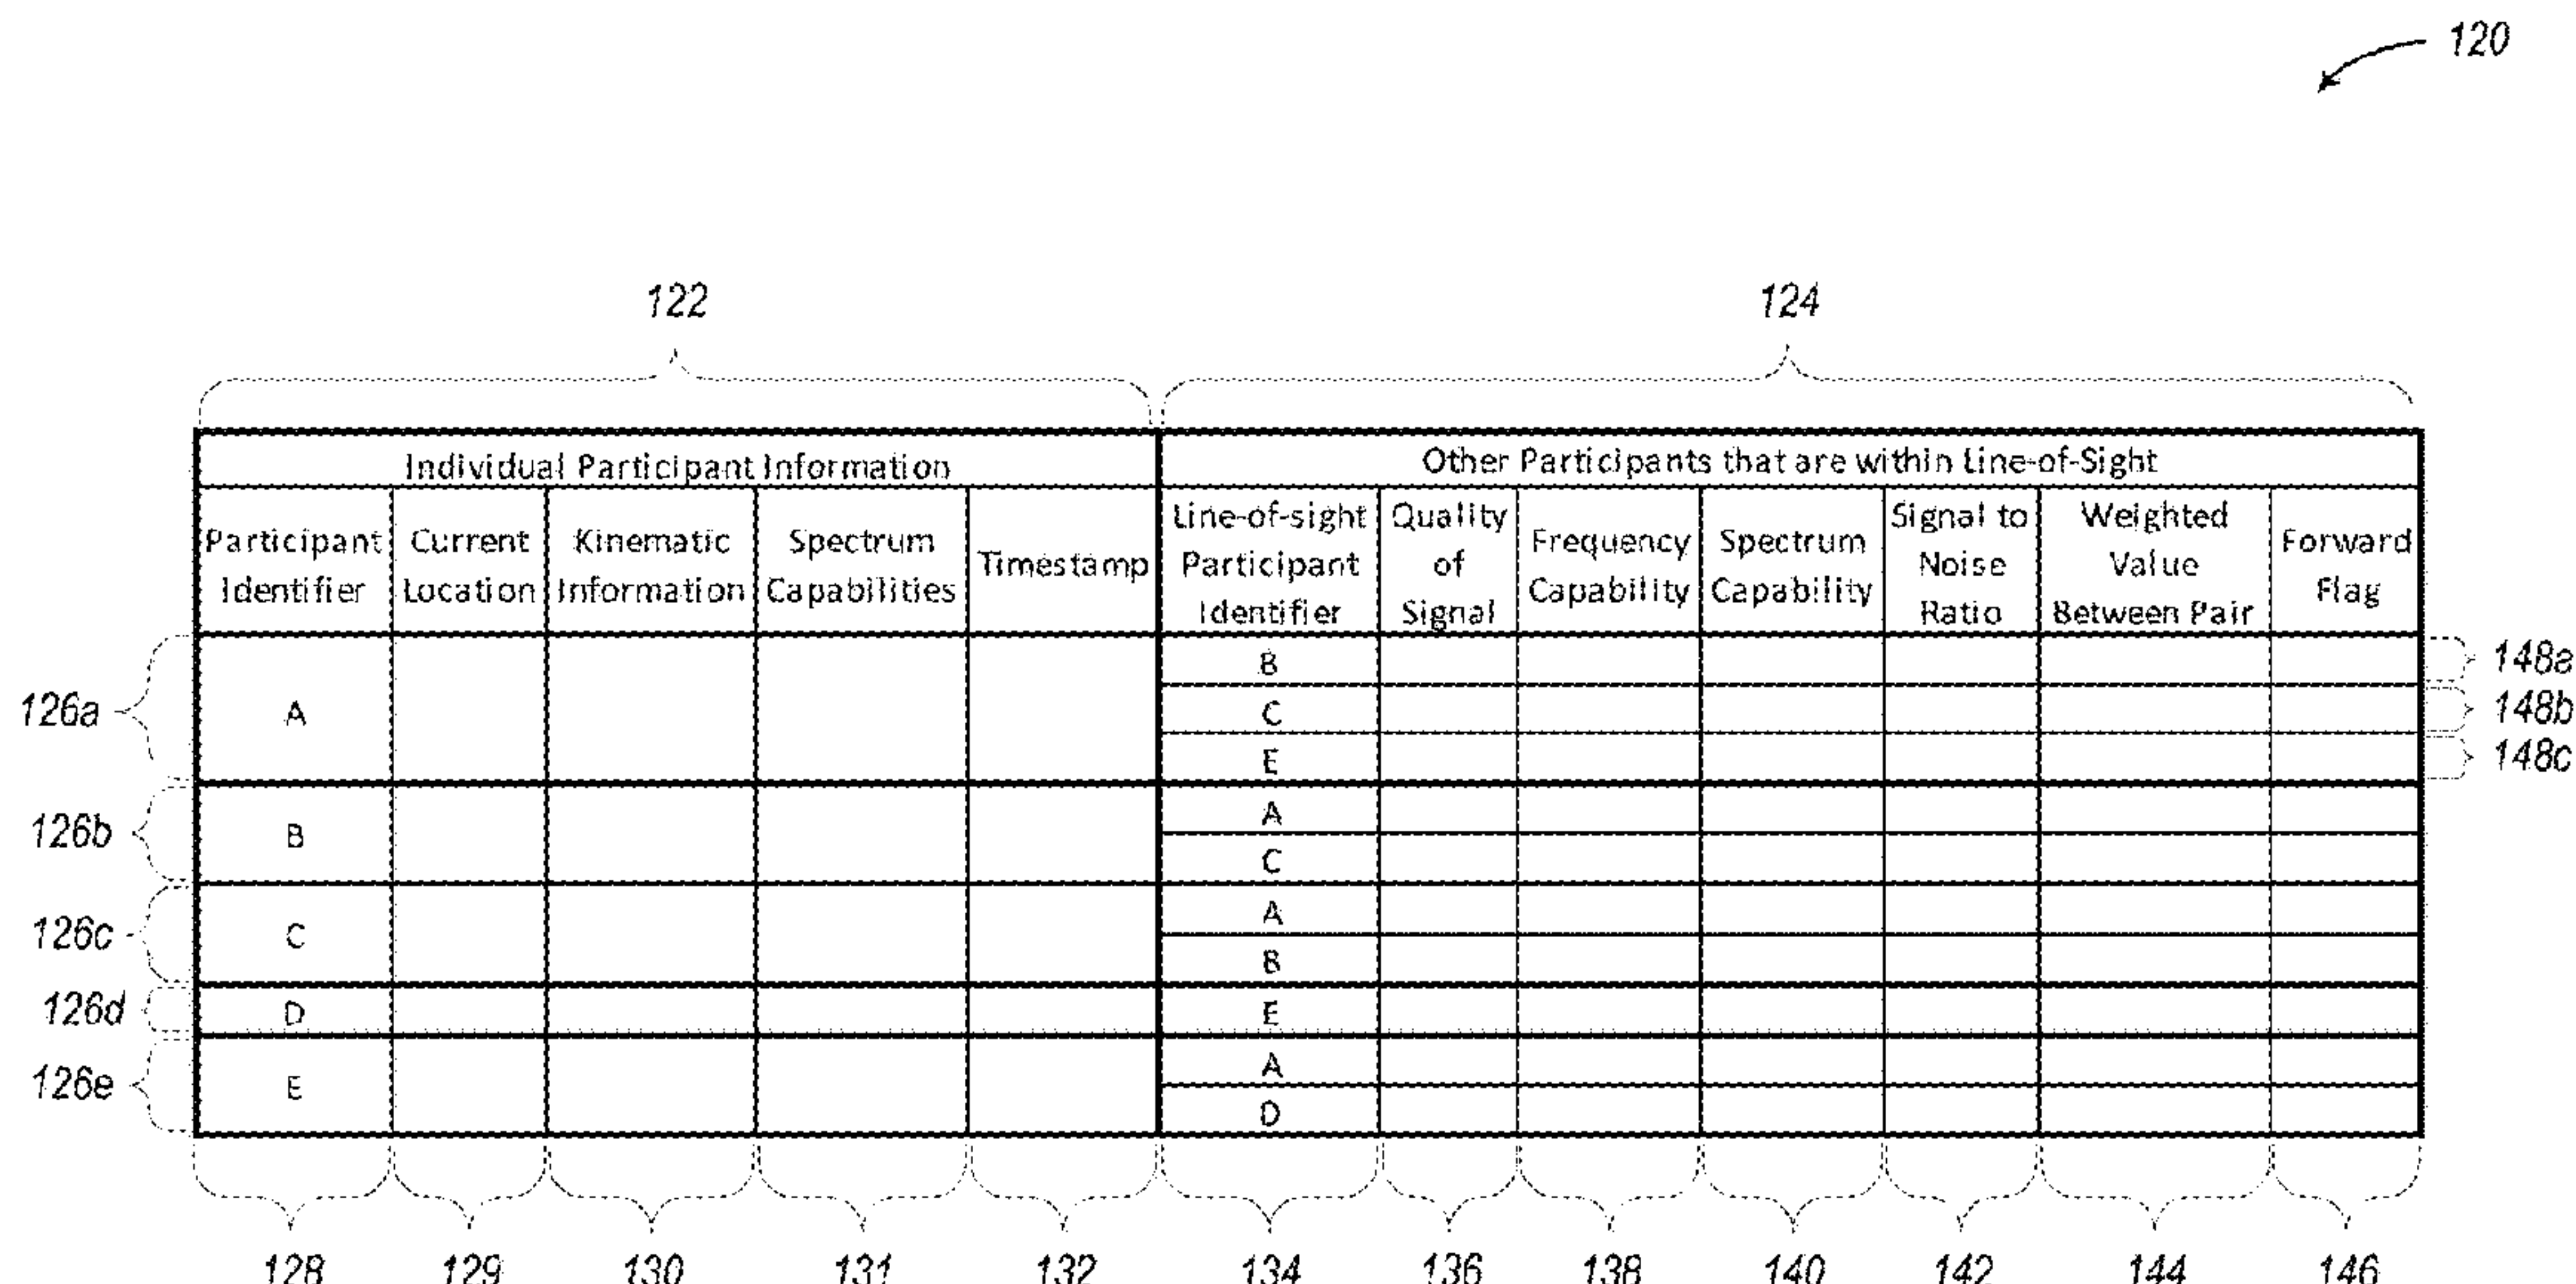 120
122 124
Individual Participant Information Other Participants that are within Line-of-Sight
Participant Identifier Current Location Kinematic Information Spectrum Capabilities Timestamp Line-of-sight Participant Identifier Quality of Signal Frequency Capability Spectrum Capability Signal to Noise Ratio Weighted Value Between Pair Forward Flag
B 148a
126a A C 148b
E 148c
A
126b B
C
A
126c C
B
126d D E
A
126e E
D
128 129 130 131 132 134 136 138 140 142 144 146